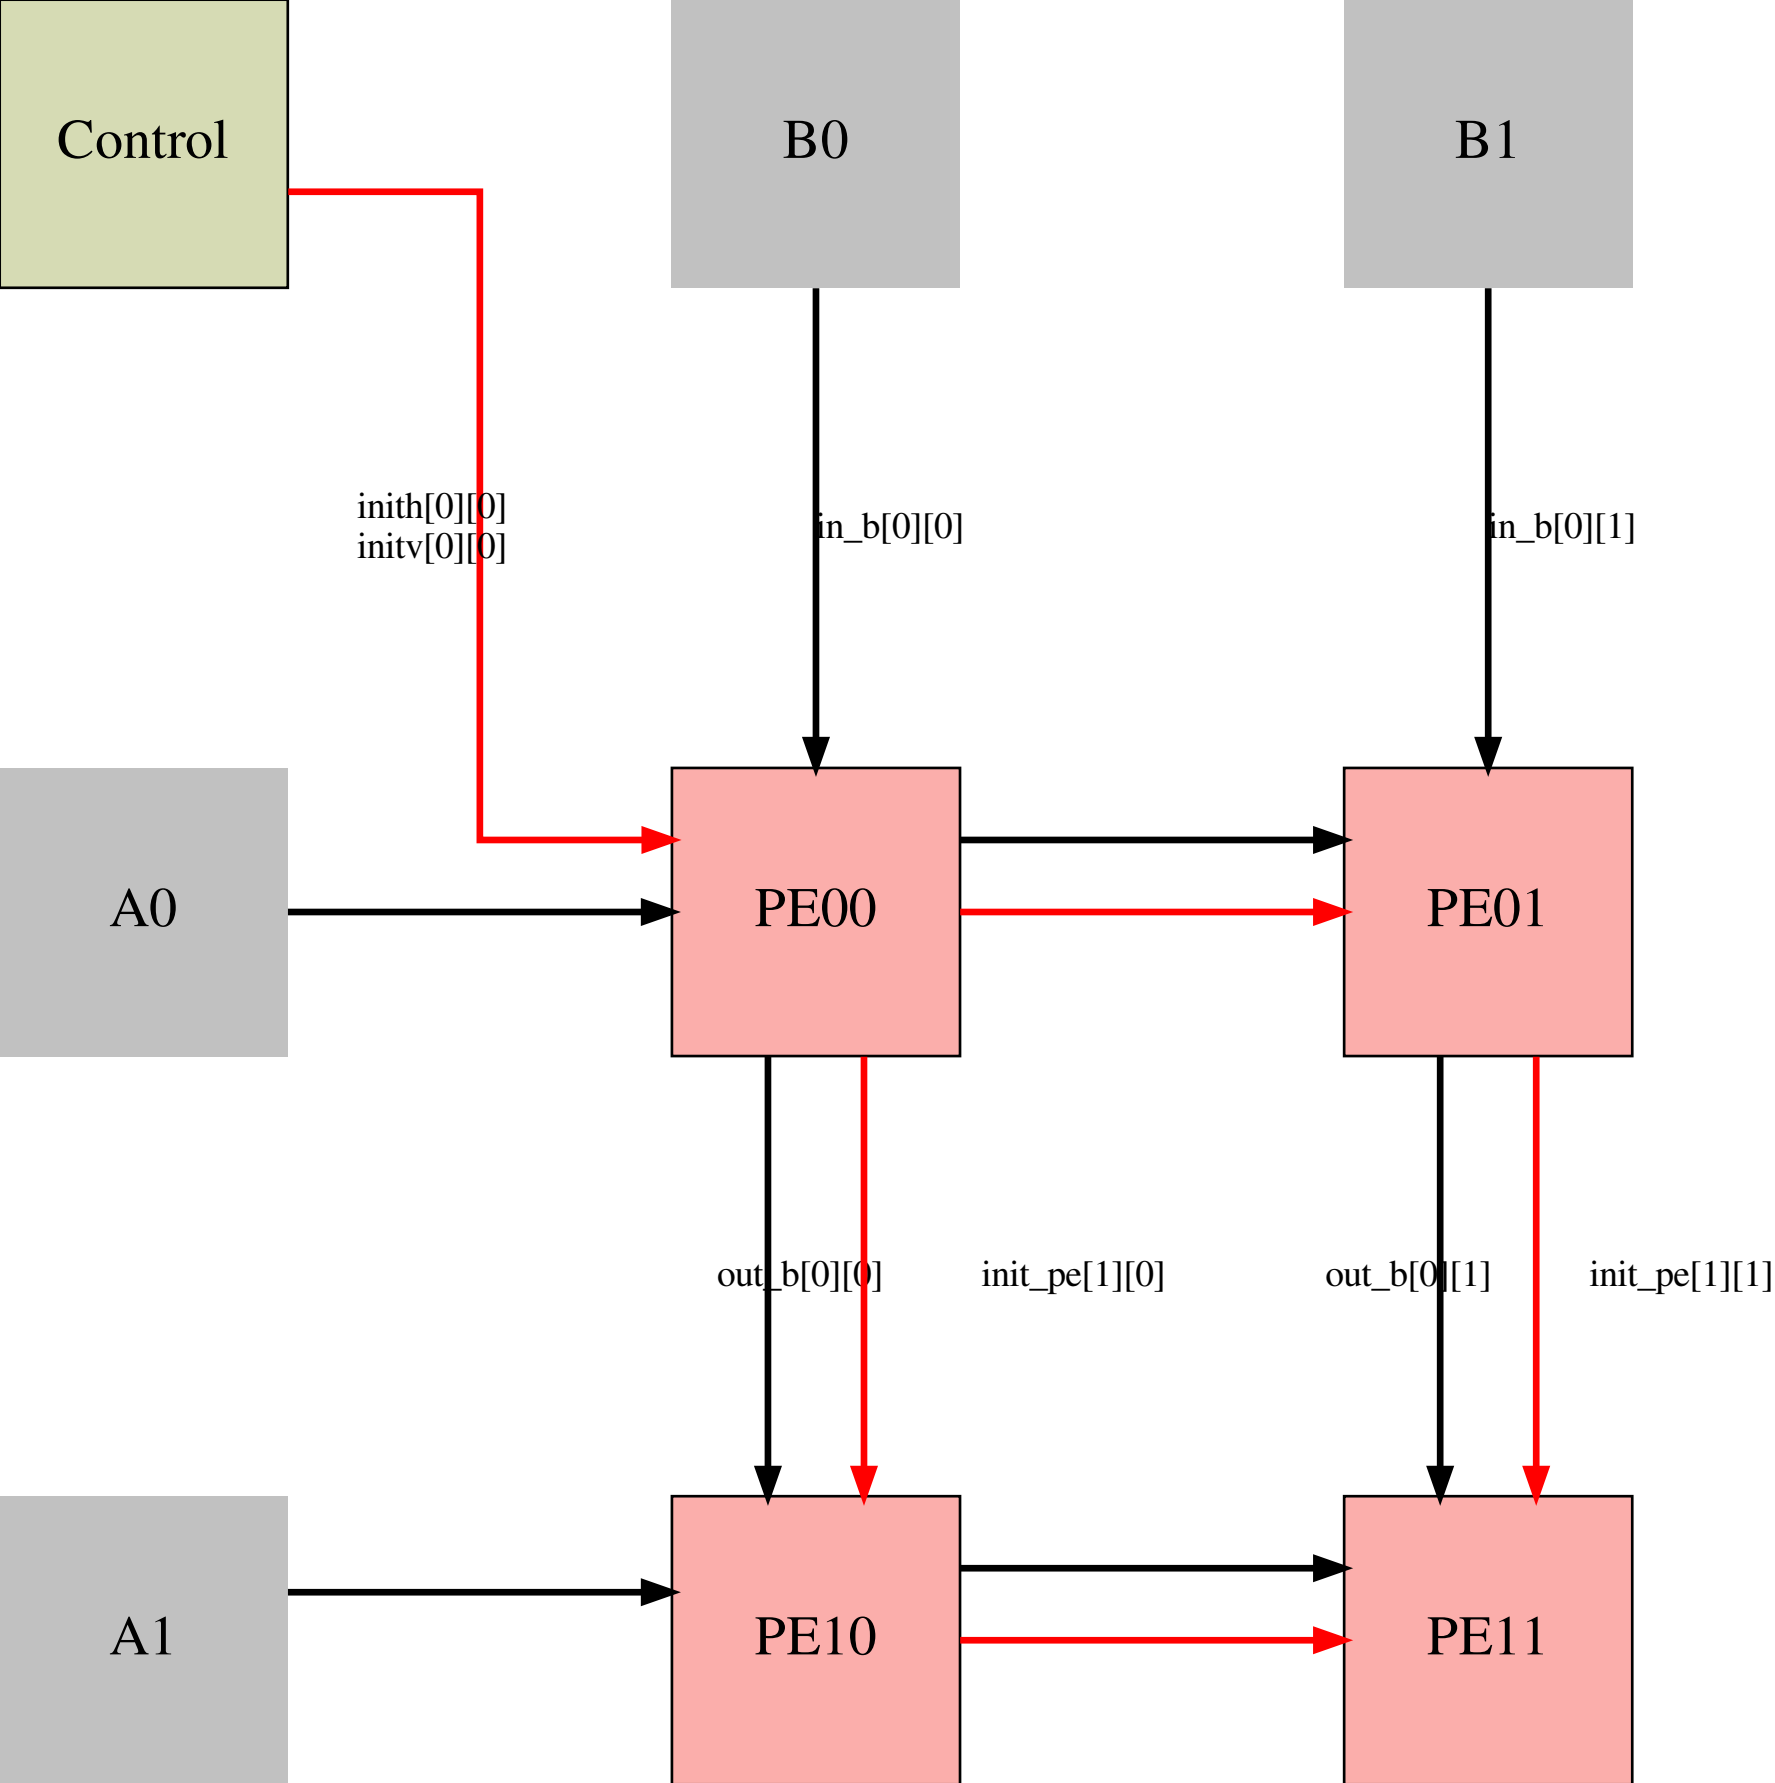 Control
B0
B1
inith[0][0]
initv[0][0]
in_b[0][0]
in_b[0][1]
A0
PE00
PE01
out_b[0][0]
init_pe[1][0]
out_b[0][1]
init_pe[1][1]
A1
PE10
PE11